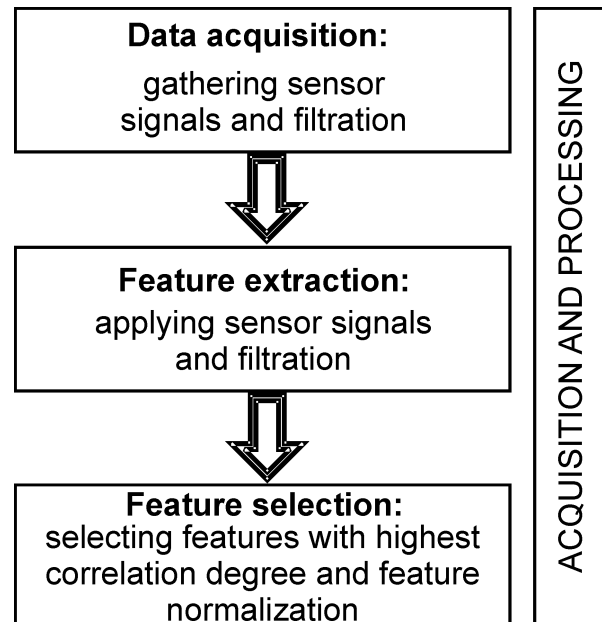 Data acquisition:
gathering sensor
signals and filtration
Feature extraction:
applying sensor signals
and filtration
Feature selection:
selecting features with highest
correlation degree and feature
normalization
ACQUISITION AND PROCESSING